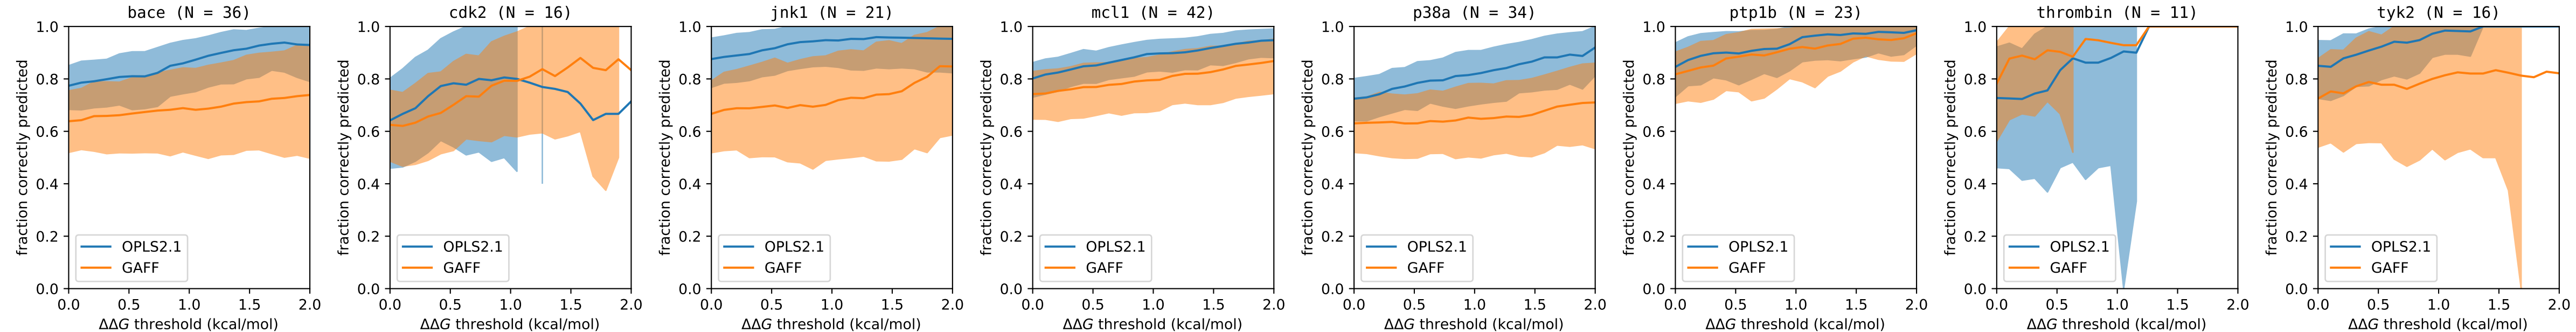 bace (N = 36)
fraction correctly predicted
1.0
0.8
0.6
0.4
0.2
0.0
OPLS2.1
GAFF
0.0 0.5 1.0 1.5 2.0
ΔΔG threshold (kcal/mol)
cdk2 (N = 16)
fraction correctly predicted
1.0
0.8
0.6
0.4
0.2
0.0
OPLS2.1
GAFF
0.0 0.5 1.0 1.5 2.0
ΔΔG threshold (kcal/mol)
jnk1 (N = 21)
fraction correctly predicted
1.0
0.8
0.6
0.4
0.2
0.0
OPLS2.1
GAFF
0.0 0.5 1.0 1.5 2.0
ΔΔG threshold (kcal/mol)
mcl1 (N = 42)
fraction correctly predicted
1.0
0.8
0.6
0.4
0.2
0.0
OPLS2.1
GAFF
0.0 0.5 1.0 1.5 2.0
ΔΔG threshold (kcal/mol)
p38a (N = 34)
fraction correctly predicted
1.0
0.8
0.6
0.4
0.2
0.0
OPLS2.1
GAFF
0.0 0.5 1.0 1.5 2.0
ΔΔG threshold (kcal/mol)
ptp1b (N = 23)
fraction correctly predicted
1.0
0.8
0.6
0.4
0.2
0.0
OPLS2.1
GAFF
0.0 0.5 1.0 1.5 2.0
ΔΔG threshold (kcal/mol)
thrombin (N = 11)
fraction correctly predicted
1.0
0.8
0.6
0.4
0.2
0.0
OPLS2.1
GAFF
0.0 0.5 1.0 1.5 2.0
ΔΔG threshold (kcal/mol)
tyk2 (N = 16)
fraction correctly predicted
1.0
0.8
0.6
0.4
0.2
0.0
OPLS2.1
GAFF
0.0 0.5 1.0 1.5 2.0
ΔΔG threshold (kcal/mol)